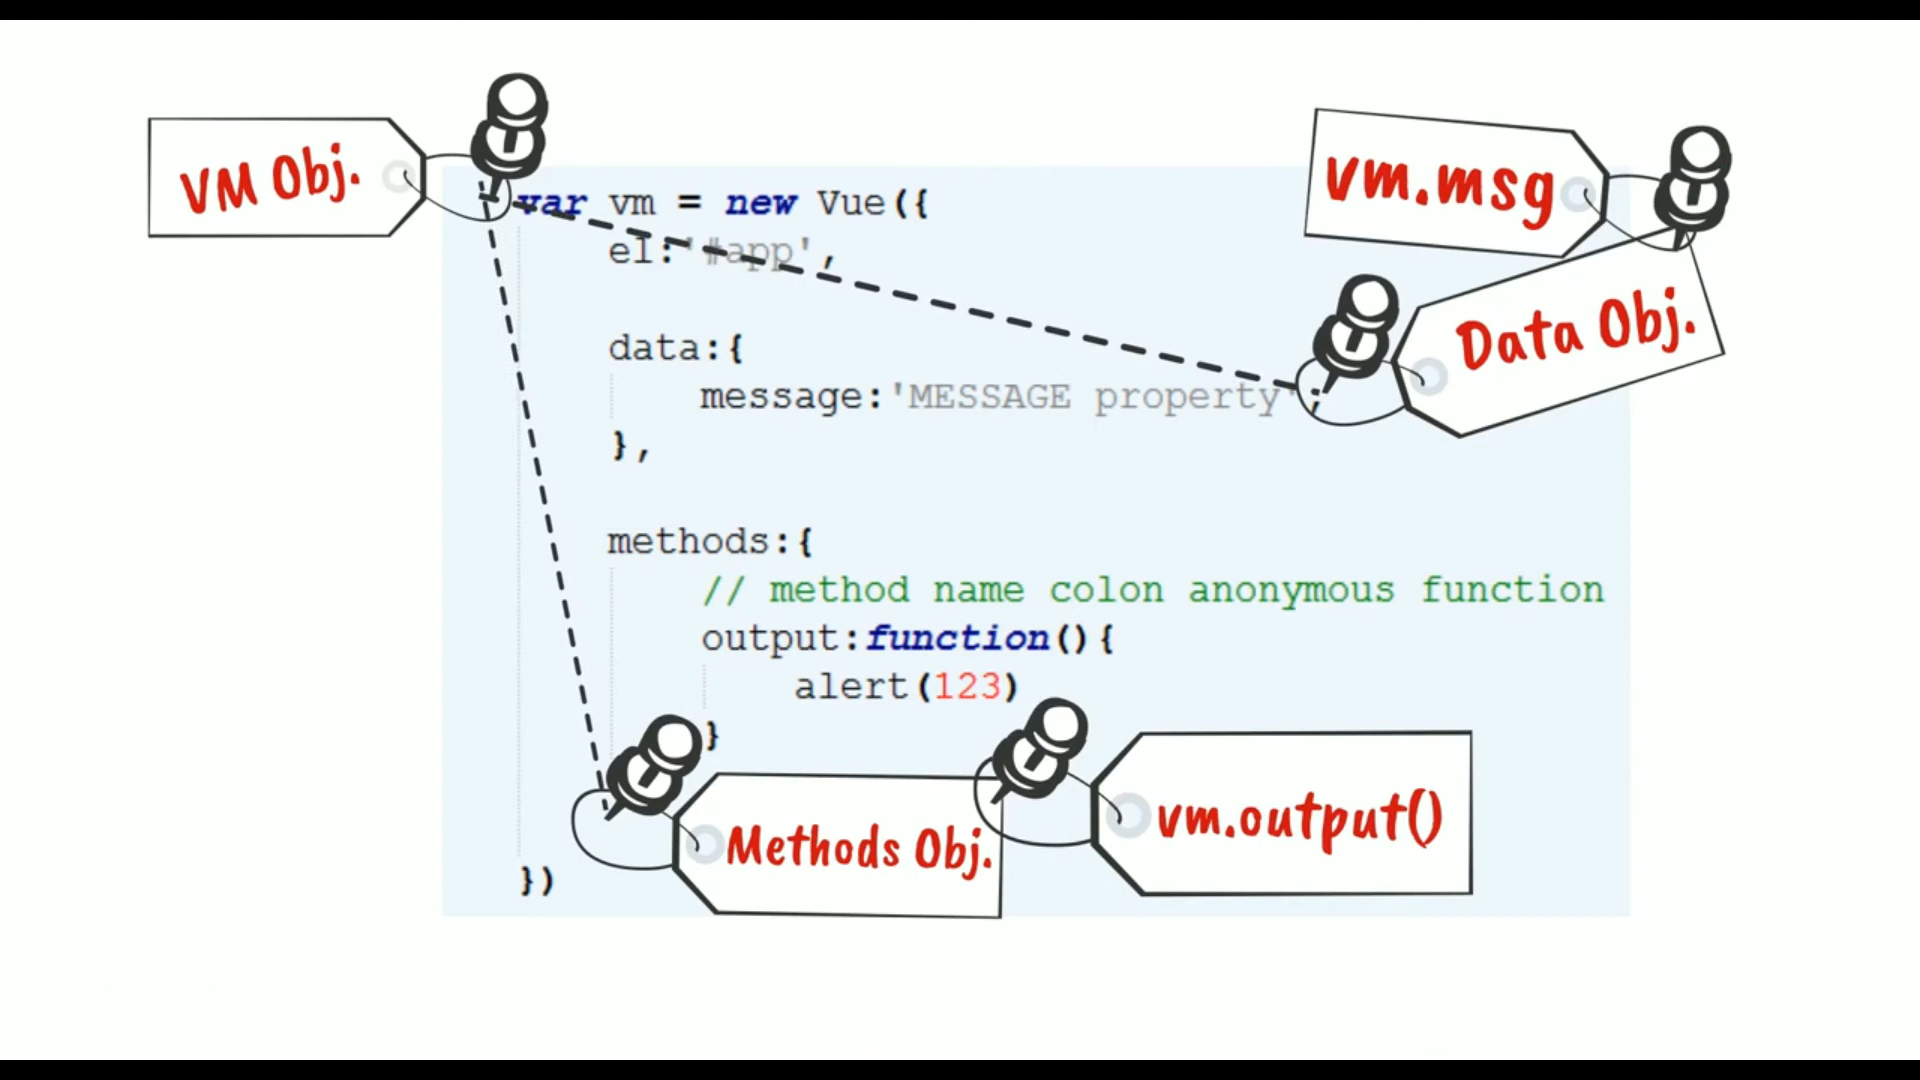 VM Obj.
vm.msg
var vm = new Vue({
el:'#app',
Data Obj.
data:{
message:'MESSAGE property';
},
methods:{
// method name colon anonymous function
output:function(){
alert(123)
}
Methods Obj.
vm.output()
})